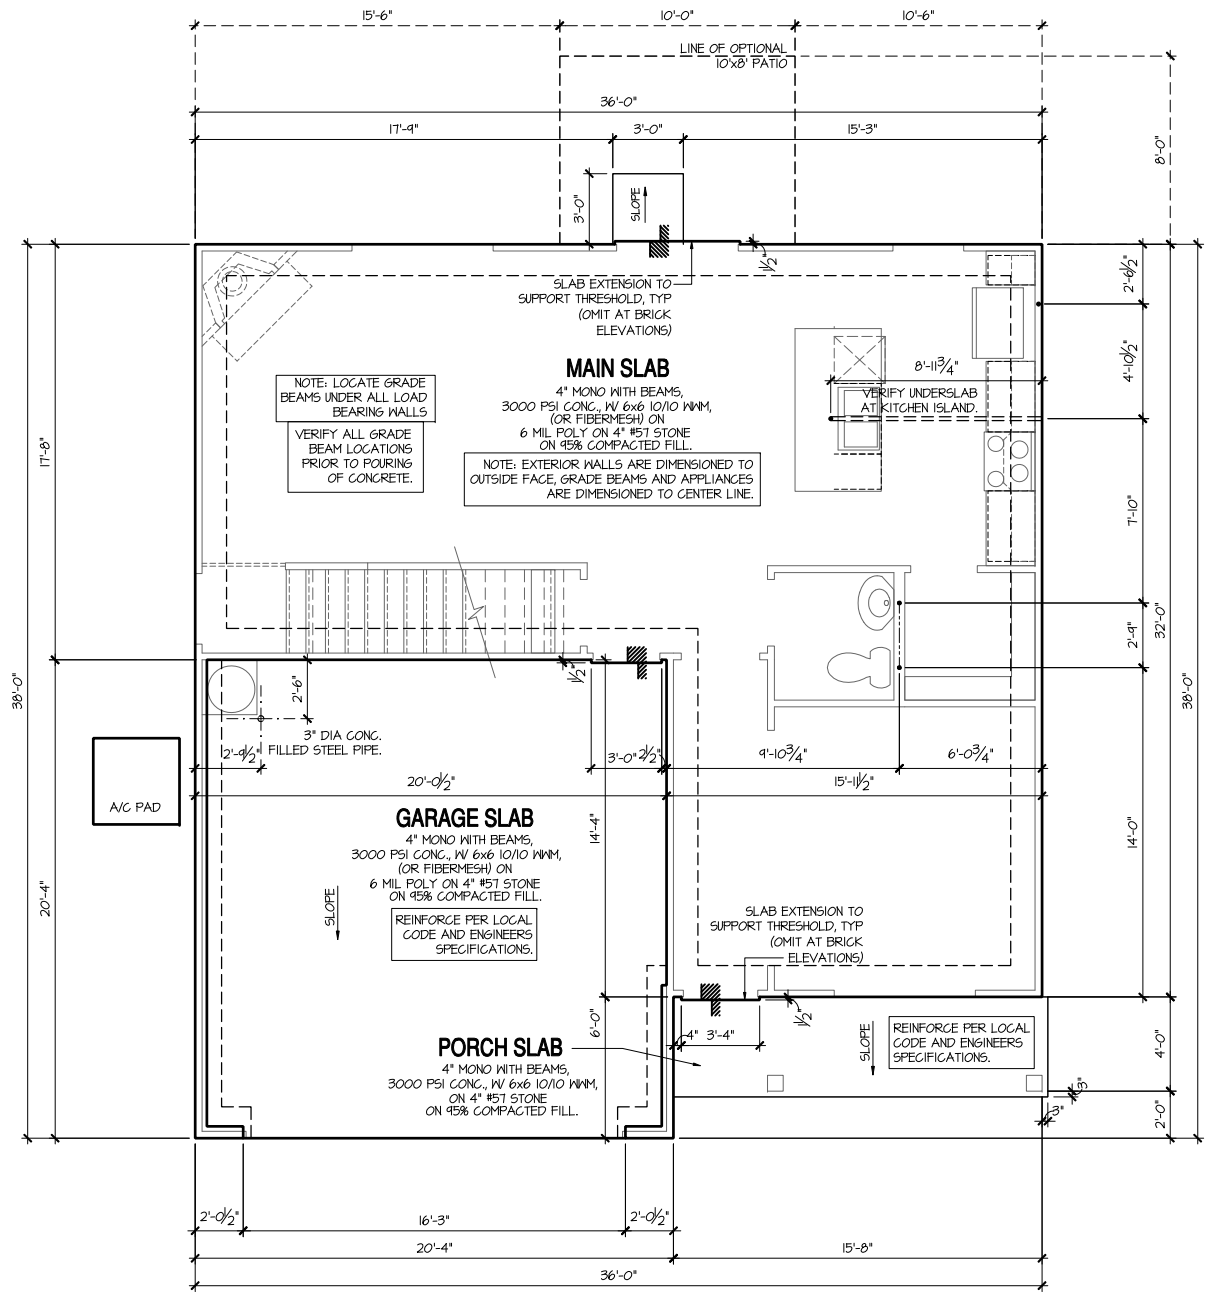 15'-6"
10'-0"
10'-6"
LINE OF OPTIONAL
10'x8' PATIO
36'-0"
17'-9"
3'-0"
15'-3"
8'-0"
3'-0"
SLOPE
1 1/2"
2'-6 1/2"
SLAB EXTENSION TO
SUPPORT THRESHOLD, TYP
(OMIT AT BRICK
ELEVATIONS)
MAIN SLAB
4" MONO WITH BEAMS,
3000 PSI CONC., W/ 6x6 10/10 WWM,
(OR FIBERMESH) ON
6 MIL POLY ON 4" #57 STONE
ON 95% COMPACTED FILL.
NOTE: EXTERIOR WALLS ARE DIMENSIONED TO
OUTSIDE FACE, GRADE BEAMS AND APPLIANCES
ARE DIMENSIONED TO CENTER LINE.
NOTE: LOCATE GRADE
BEAMS UNDER ALL LOAD
BEARING WALLS
VERIFY ALL GRADE
BEAM LOCATIONS
PRIOR TO POURING
OF CONCRETE.
8'-11 3/4"
VERIFY UNDERSLAB
AT KITCHEN ISLAND.
4'-10 1/2"
17'-8"
7'-10"
32'-0"
2'-9"
38'-0"
38'-0"
1 1/2"
2'-6"
3" DIA CONC.
FILLED STEEL PIPE.
2'-9 1/2"
3'-0"
2 1/2"
9'-10 3/4"
6'-0 3/4"
20'-0 1/2"
15'-11 1/2"
A/C PAD
GARAGE SLAB
4" MONO WITH BEAMS,
3000 PSI CONC., W/ 6x6 10/10 WWM,
(OR FIBERMESH) ON
6 MIL POLY ON 4" #57 STONE
ON 95% COMPACTED FILL.
REINFORCE PER LOCAL
CODE AND ENGINEERS
SPECIFICATIONS.
14'-4"
14'-0"
20'-4"
SLOPE
SLAB EXTENSION TO
SUPPORT THRESHOLD, TYP
(OMIT AT BRICK
ELEVATIONS)
6'-0"
1 1/2"
4"
3'-4"
SLOPE
REINFORCE PER LOCAL
CODE AND ENGINEERS
SPECIFICATIONS.
4'-0"
PORCH SLAB
4" MONO WITH BEAMS,
3000 PSI CONC., W/ 6x6 10/10 WWM,
ON 4" #57 STONE
ON 95% COMPACTED FILL.
3"
3"
2'-0"
2'-0 1/2"
16'-3"
2'-0 1/2"
20'-4"
15'-8"
36'-0"